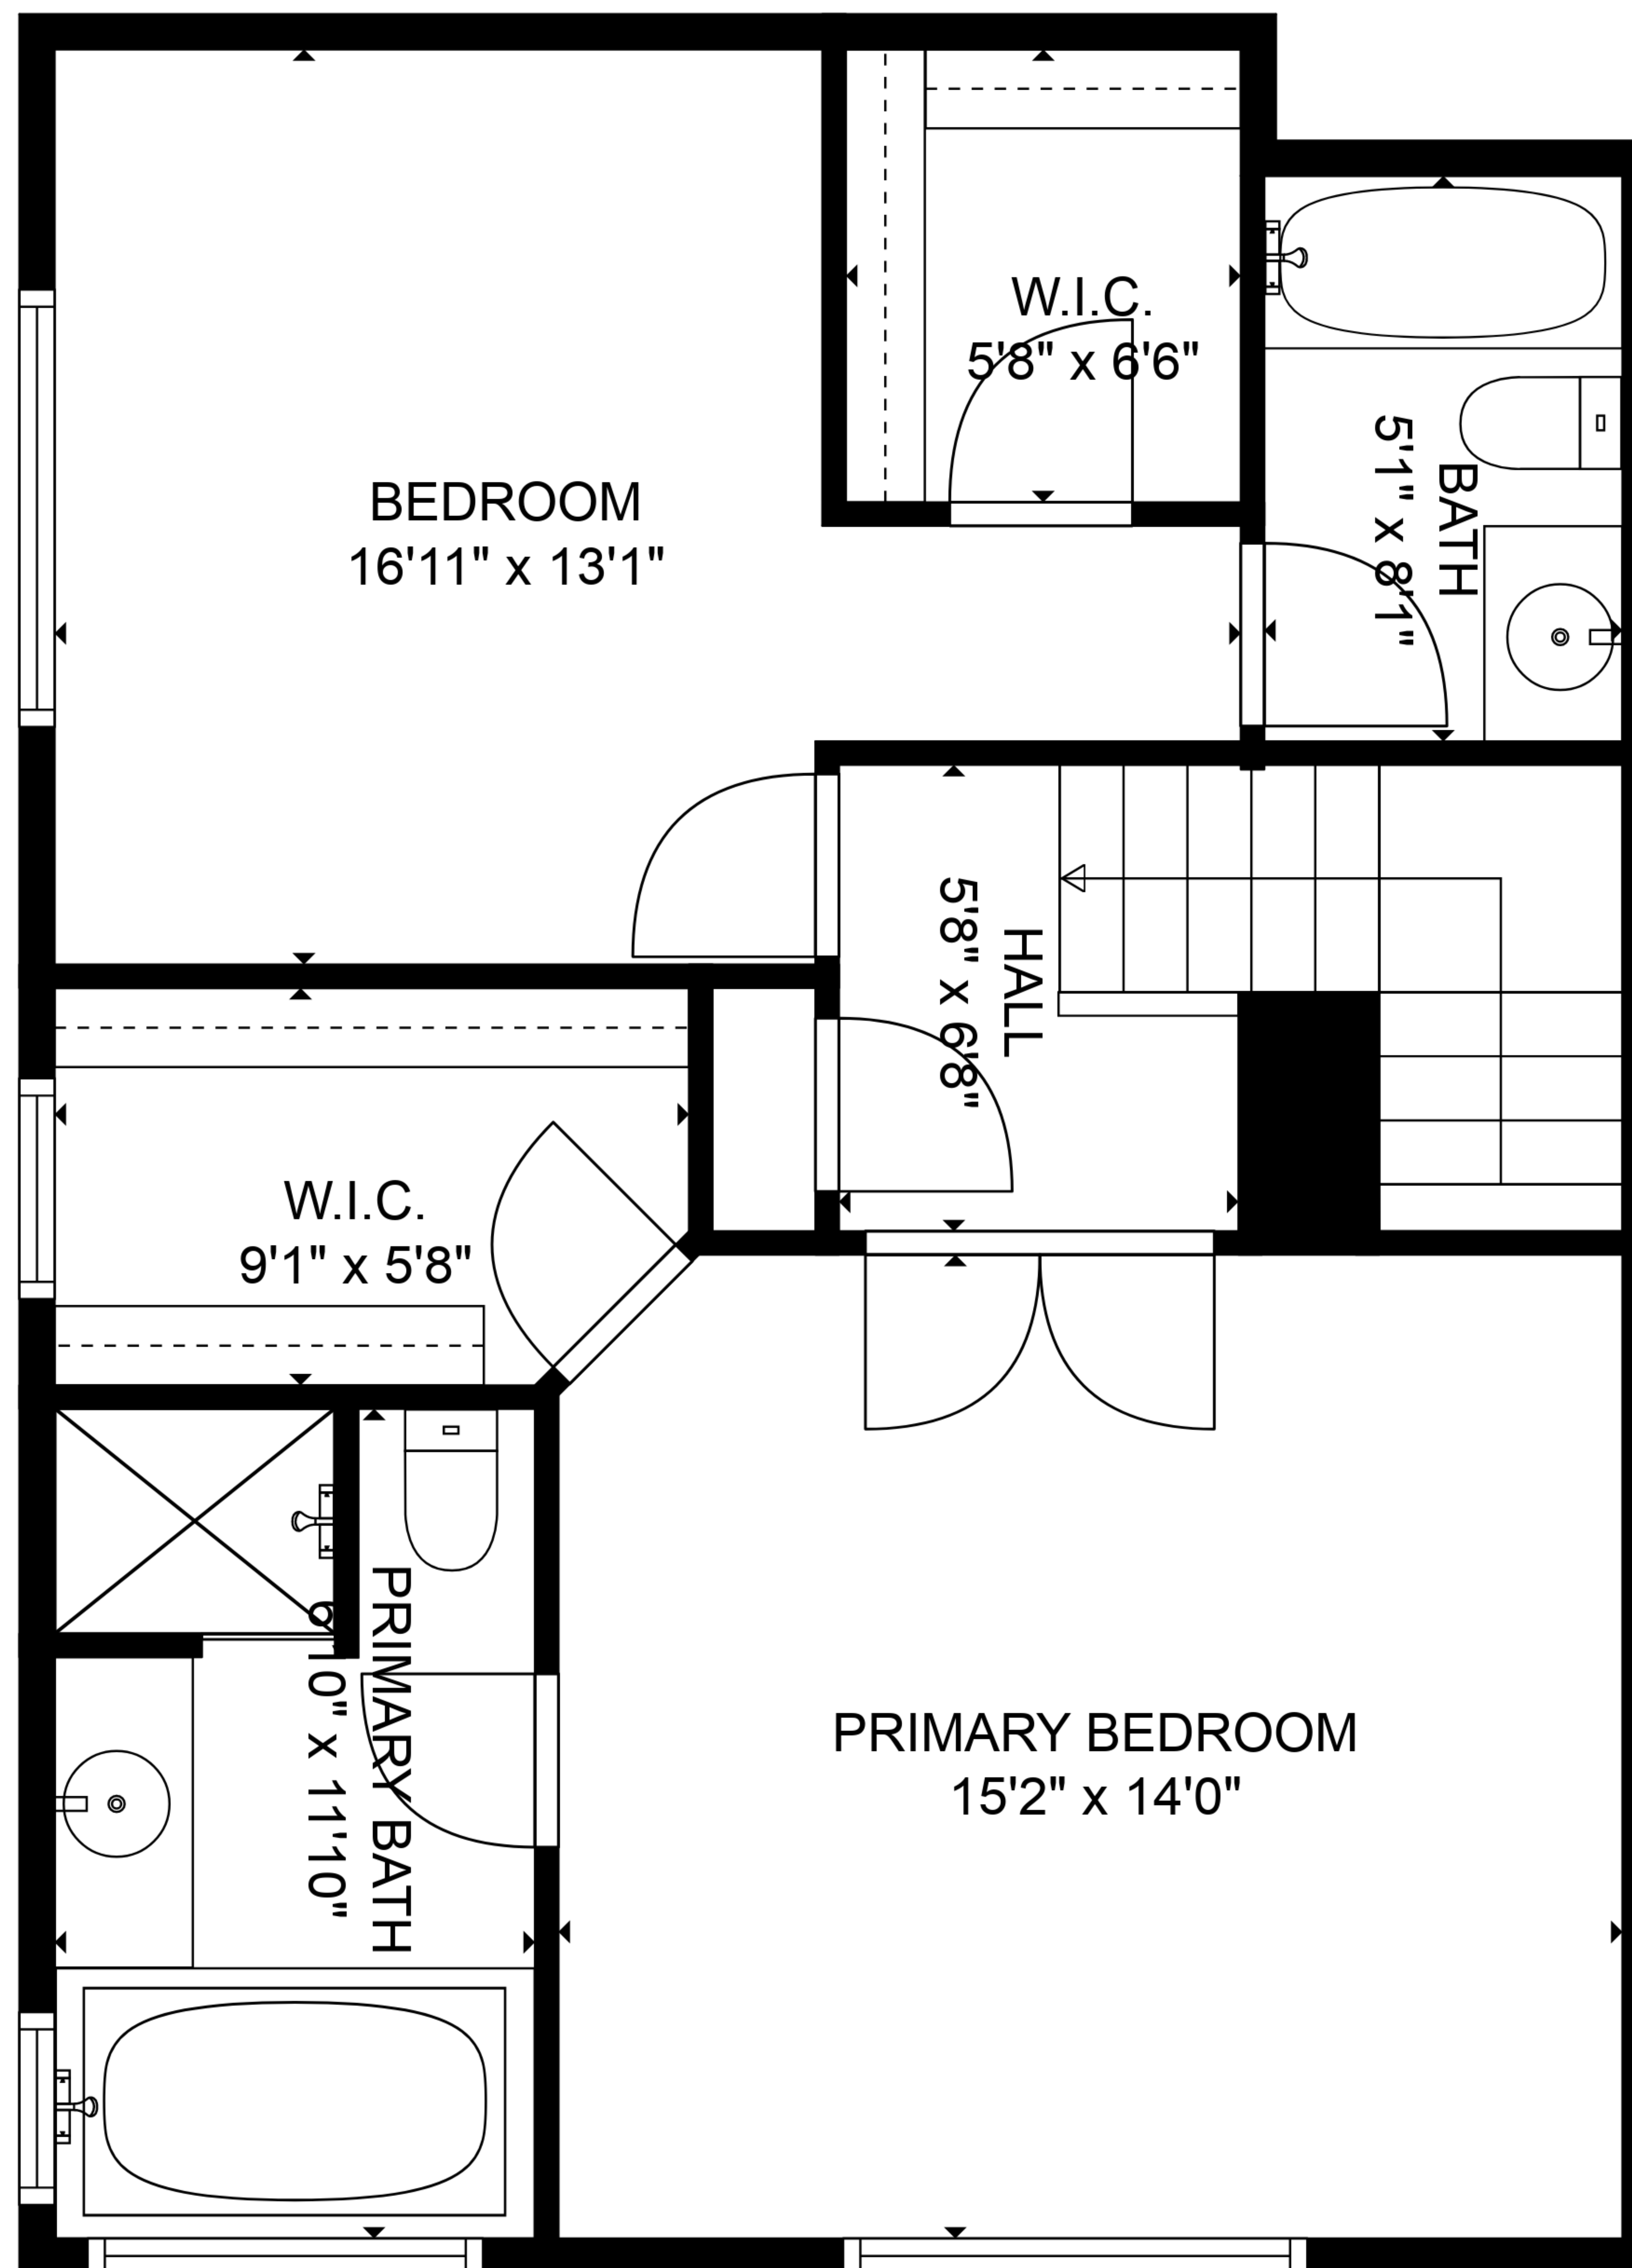 W.I.C.
5'8" x 6'6"
BEDROOM
16'11" x 13'1"
BATH
5'1" x 8'1"
HALL
5'8" x 6'8"
W.I.C.
9'1" x 5'8"
PRIMARY BATH
6'10" x 11'10"
PRIMARY BEDROOM
15'2" x 14'0"